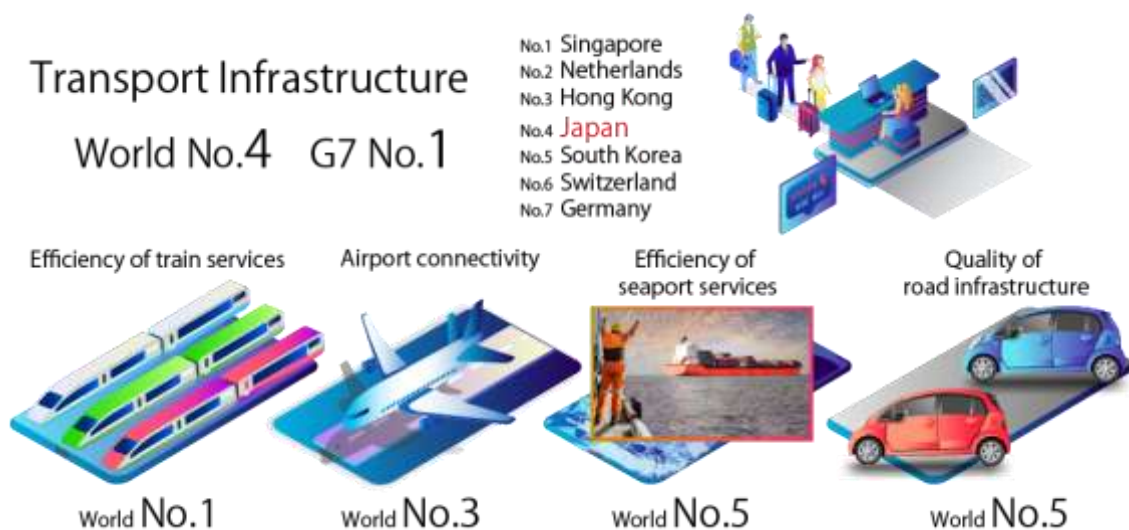 Transport Infrastructure
World No.4 G7 No.1
No.1 Singapore
No.2 Netherlands
No.3 Hong Kong
No.4 Japan
No.5 South Korea
No.6 Switzerland
No.7 Germany
Efficiency of train services
World No.1
Airport connectivity
World No.3
Efficiency of
seaport services
World No.5
Quality of
road infrastructure
World No.5